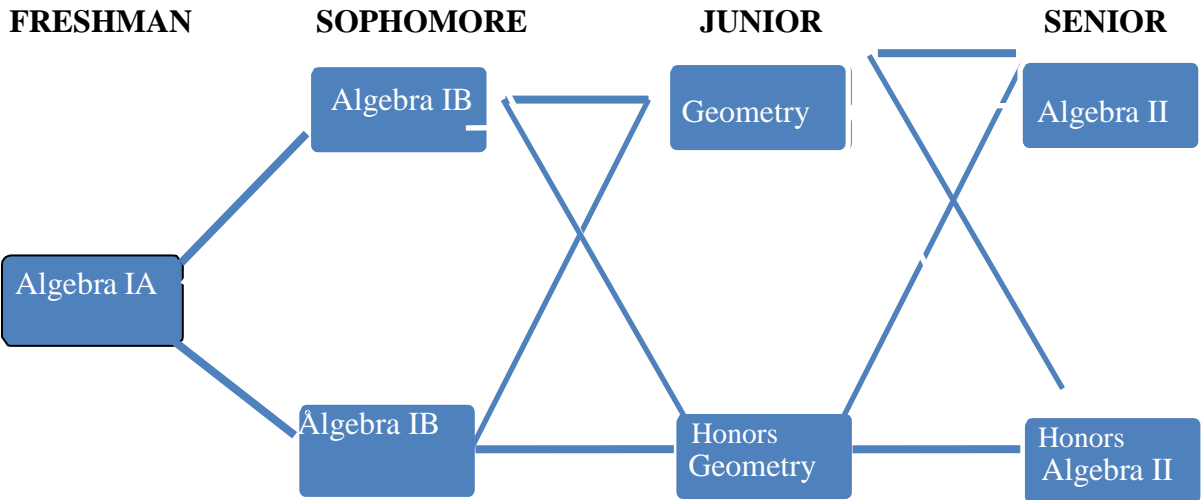 FRESHMAN SOPHOMORE JUNIOR SENIOR
Algebra IB
Geometry
Algebra II
Algebra IA
Ålgebra IB
Honors
Geometry
Honors
Algebra II